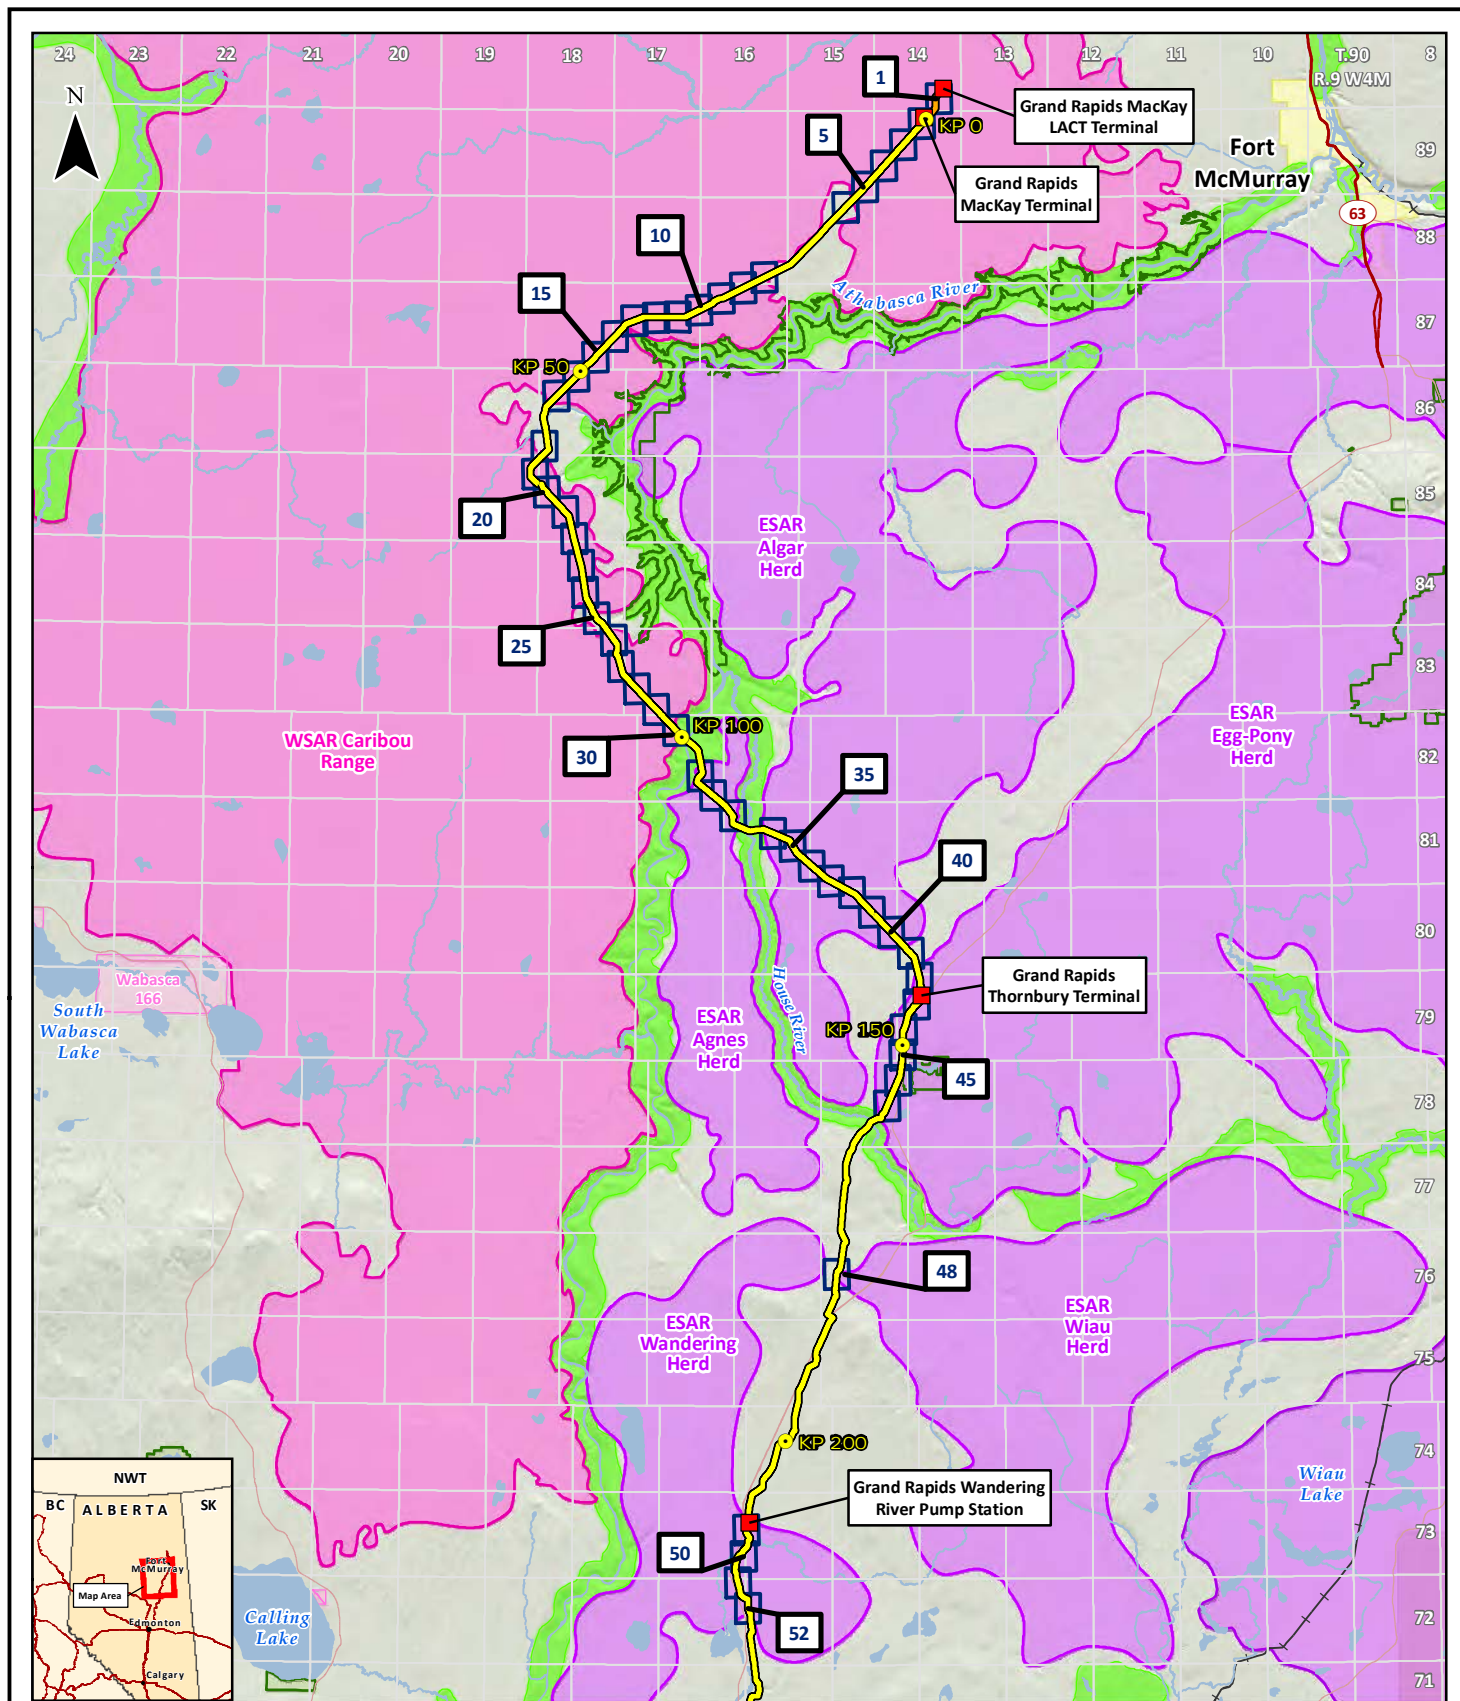 24 23 22 21 20 19 18 17 16 15 14 13 12 11 10 T.90 8
R.9 W4M
N
1
Grand Rapids MacKay
LACT Terminal
KP 0
5
Fort
McMurray
89
Grand Rapids
MacKay Terminal
63
10
88
15
Athabasca River
87
KP 50
86
20
85
ESAR
Algar
Herd
84
25
83
WSAR Caribou
Range
KP 100
30
ESAR
Egg-Pony
Herd
82
35
81
40
80
Wabasca
166
South
Wabasca
Lake
House River
Grand Rapids
Thornbury Terminal
ESAR
Agnes
Herd
KP 150
79
45
78
77
48
76
ESAR
Wandering
Herd
ESAR
Wiau
Herd
75
KP 200
74
Wiau
Lake
Grand Rapids Wandering
River Pump Station
73
50
72
52
Calling
Lake
71
NWT
BC ALBERTA SK
Fort
McMurray
Map Area
Edmonton
Calgary